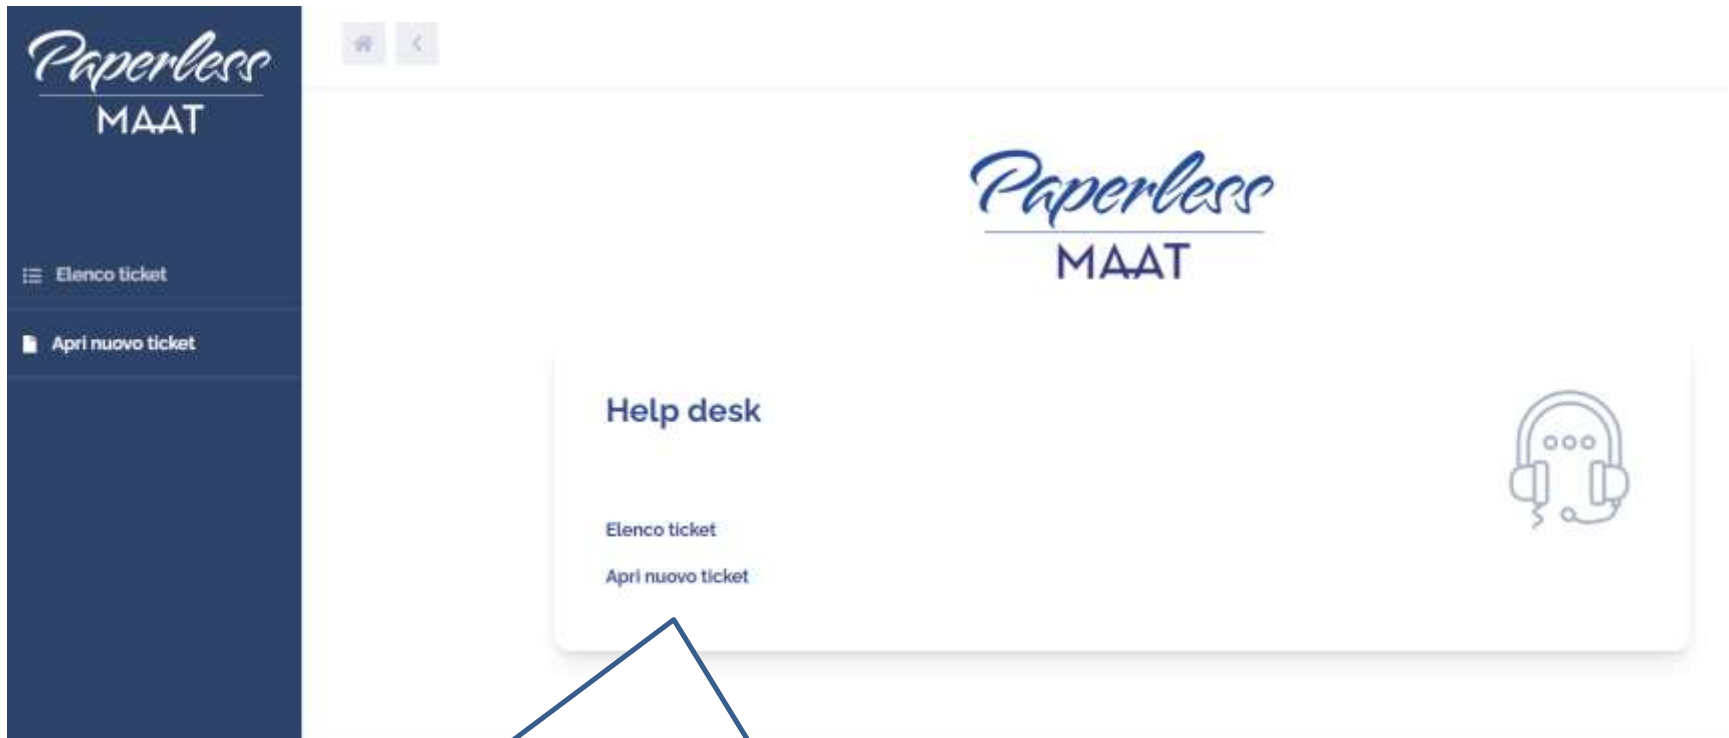 Paperless
MAAT
Elenco ticket
Apri nuovo ticket
Paperless
MAAT
Help desk
Elenco ticket
Apri nuovo ticket